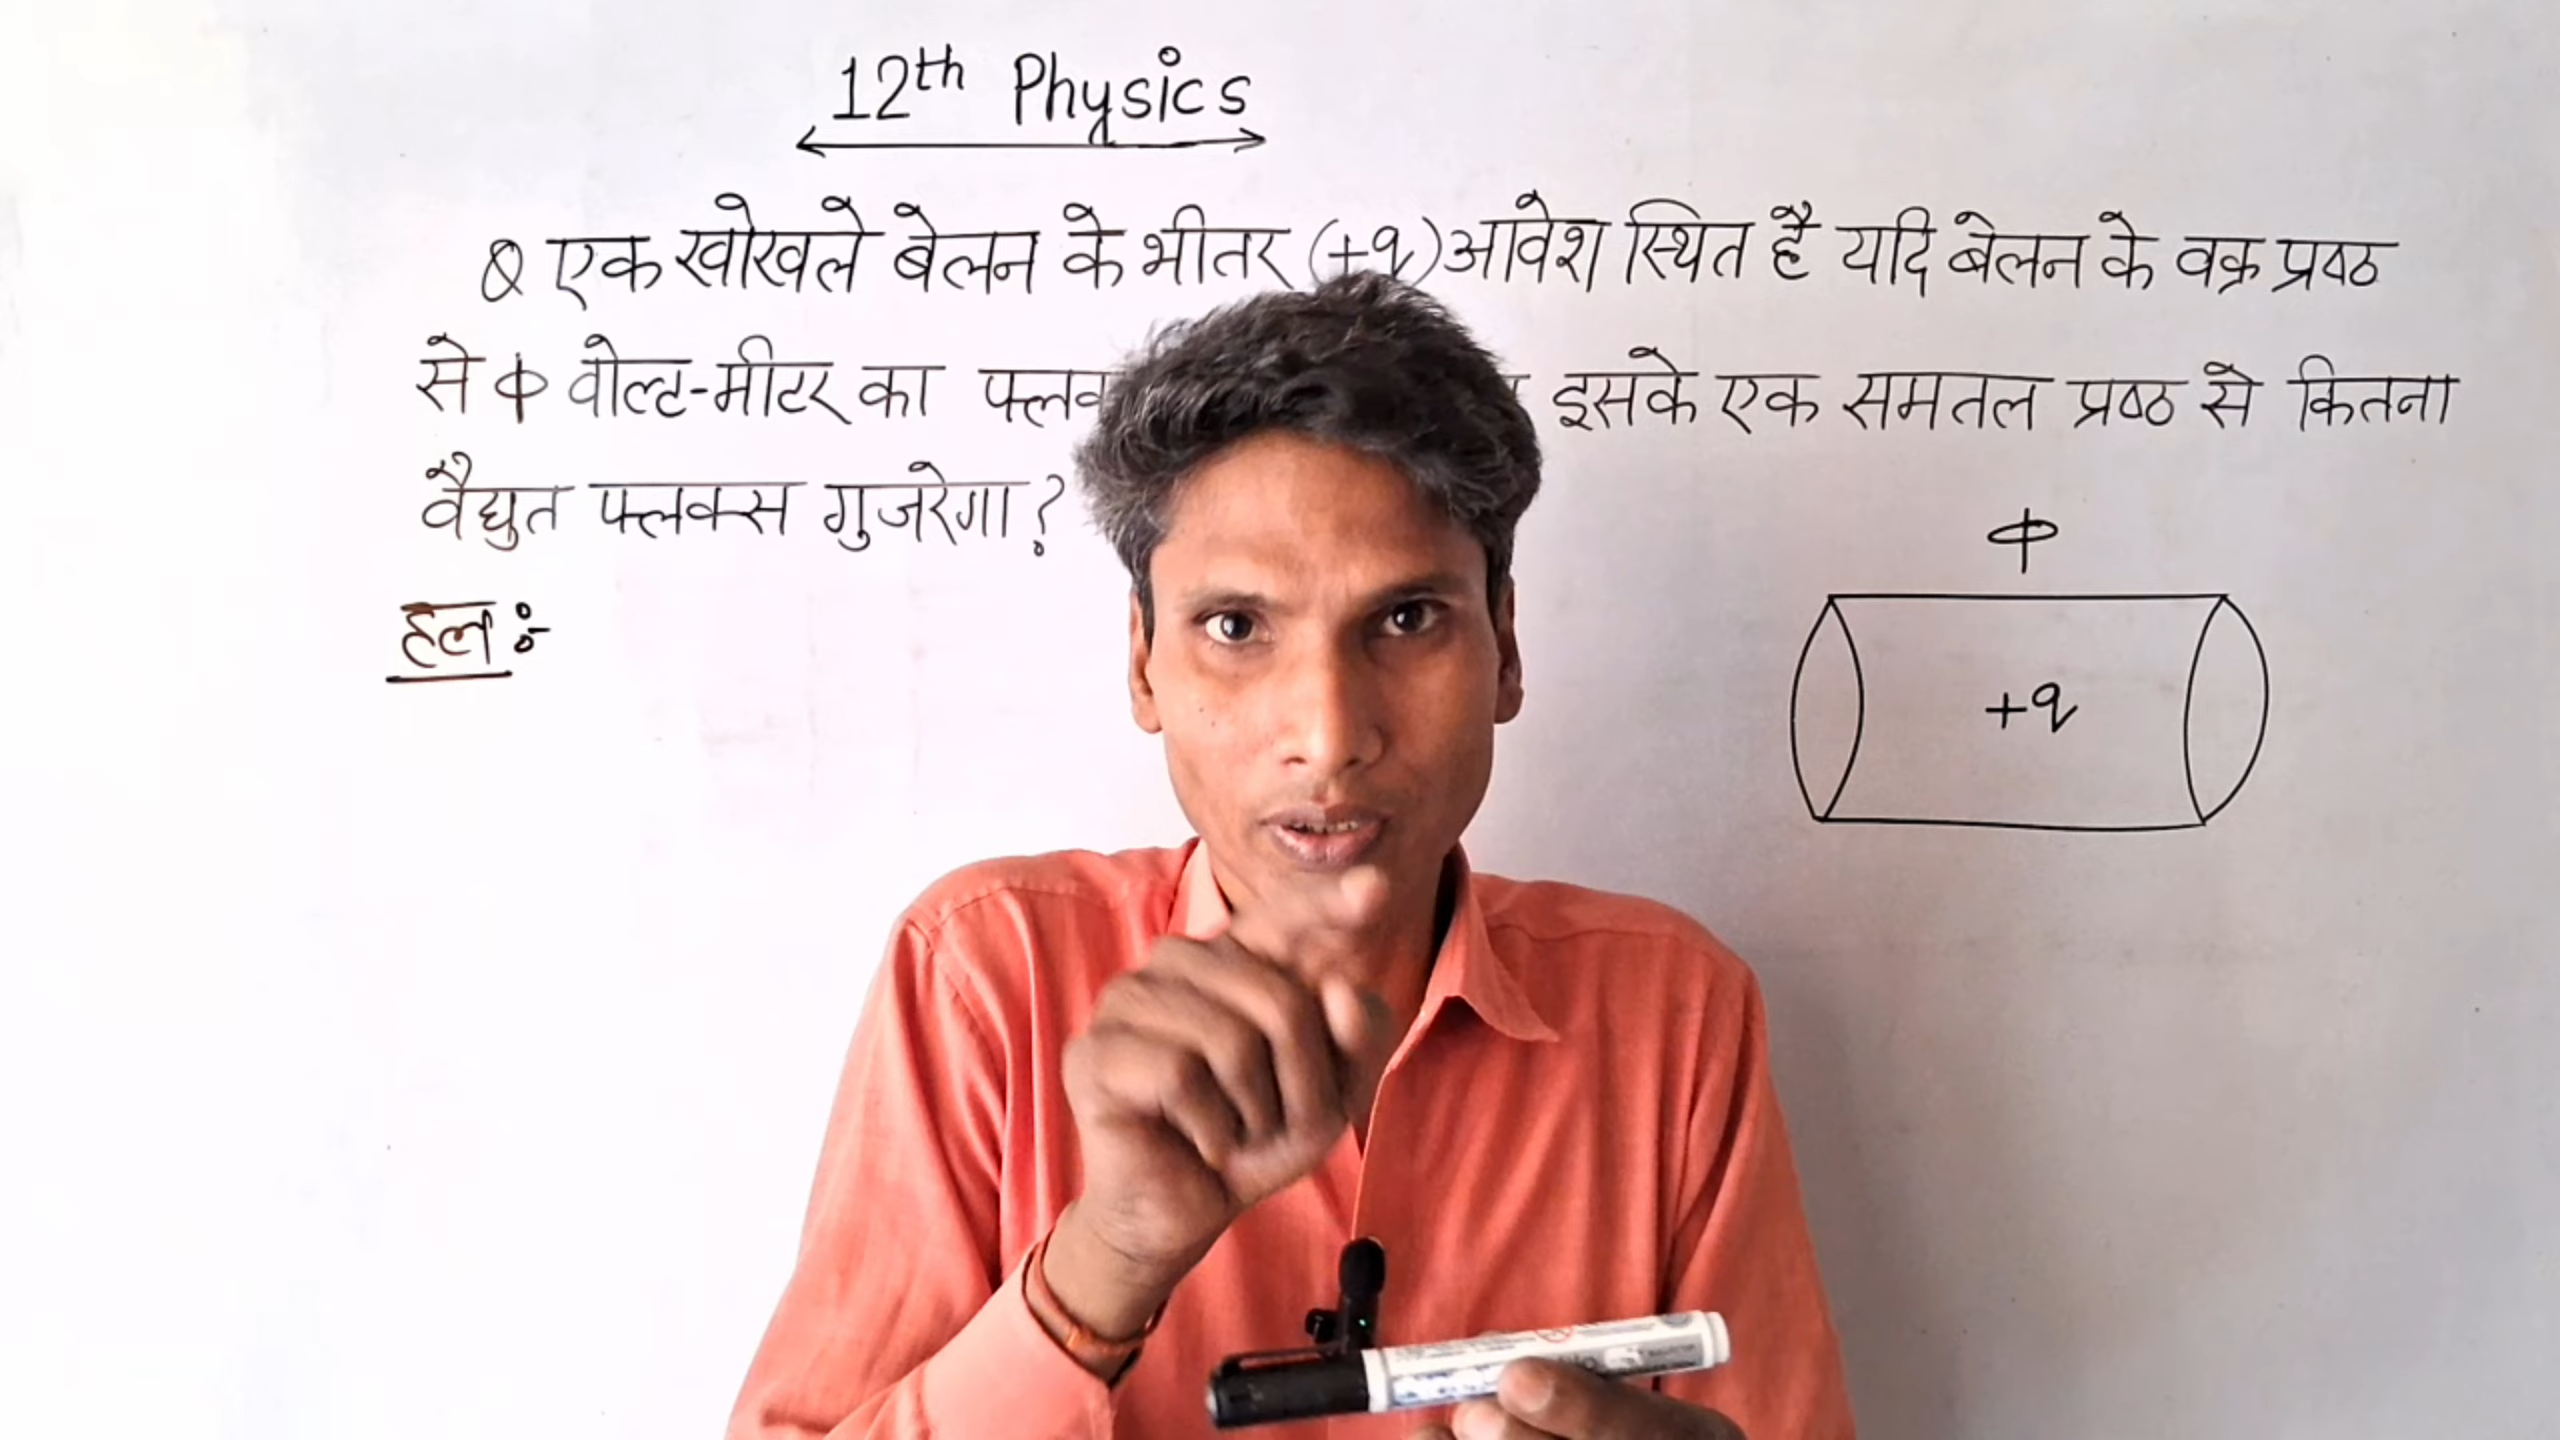 12th Physics
Q एक खोखले बेलन के भीतर (+q) आवेश स्थित है यदि बेलन के वक्र प्रष्ठ
से ϕ वोल्ट-मीटर का इसके एक समतल प्रष्ठ से कितना
वैद्युत फ्लक्स गुजरेगा?
हल :-
ϕ
+q